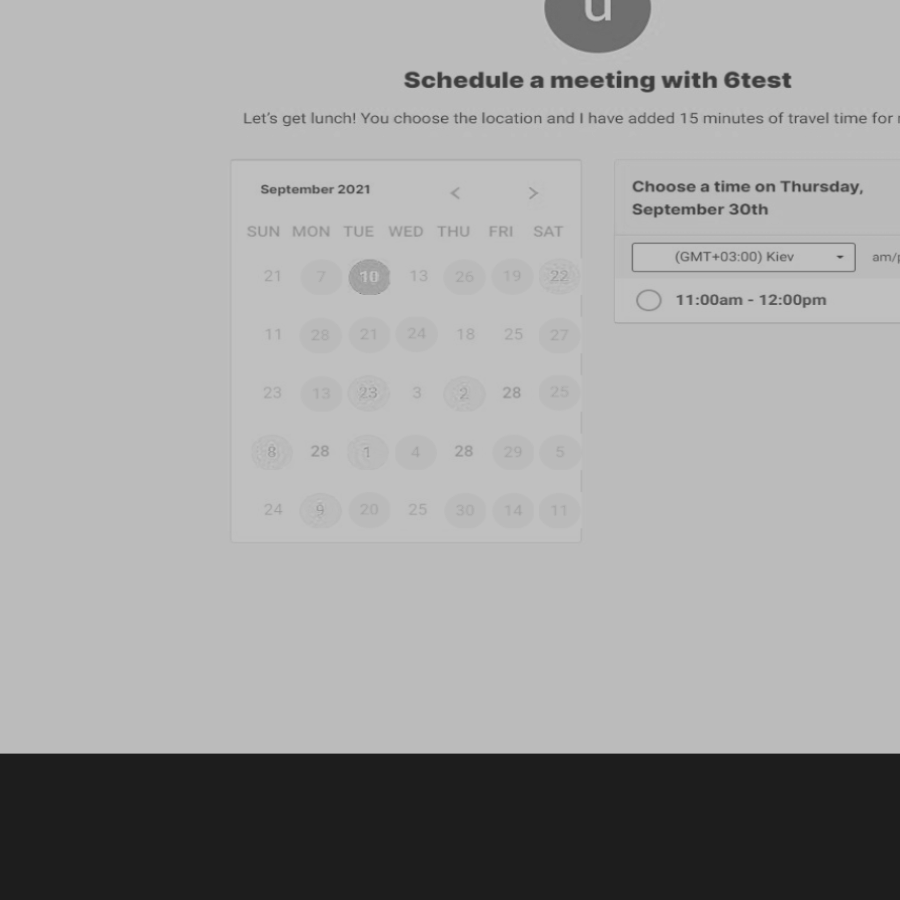 u
Schedule a meeting with 6test
Let's get lunch! You choose the location and I have added 15 minutes of travel time for
September 2021 < >
SUN MON TUE WED THU FRI SAT
21 7 10 13 26 19 22
11 28 21 24 18 25 27
23 13 23 3 2 28 25
8 28 1 4 28 29 5
24 9 20 25 30 14 11
Choose a time on Thursday,
September 30th
(GMT+03:00) Kiev am/
11:00am - 12:00pm